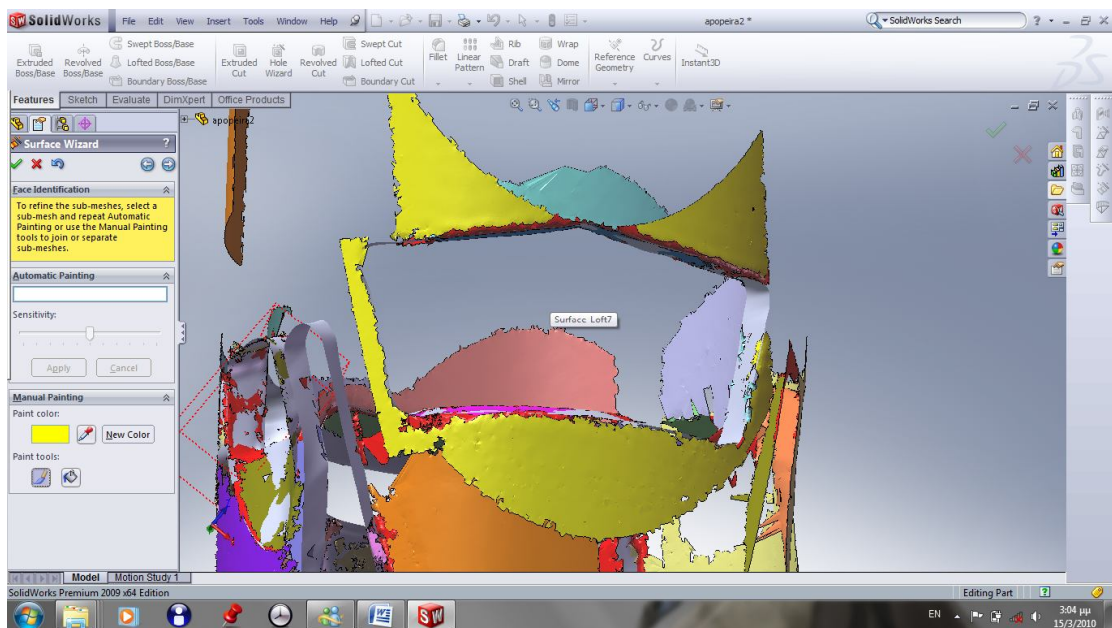 SolidWorks File Edit View Insert Tools Window Help apopeira2 * SolidWorks Search
Extruded Boss/Base
Revolved Boss/Base
Swept Boss/Base
Lofted Boss/Base
Boundary Boss/Base
Extruded Cut
Hole Wizard
Revolved Cut
Swept Cut
Lofted Cut
Boundary Cut
Fillet
Linear Pattern
Rib
Draft
Shell
Wrap
Dome
Mirror
Reference Geometry
Curves
Instant3D
Features Sketch Evaluate DimXpert Office Products
apopeira2
Surface Wizard ?
Face Identification
To refine the sub-meshes, select a
sub-mesh and repeat Automatic
Painting or use the Manual Painting
tools to join or separate
sub-meshes.
Automatic Painting
Sensitivity:
Apply Cancel
Manual Painting
Paint color:
New Color
Paint tools:
Surface Loft7
Model Motion Study 1
SolidWorks Premium 2009 x64 Edition Editing Part
EN 3:04 μμ
15/3/2010